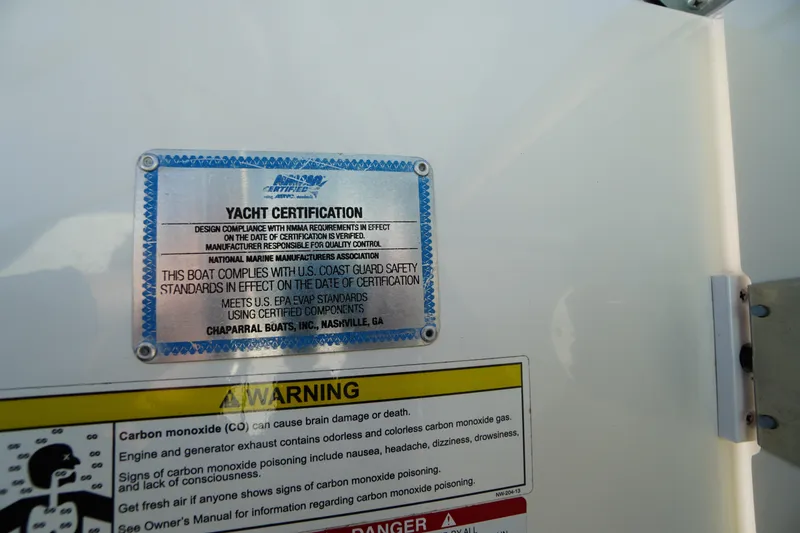 NMMA
CERTIFIED
YACHT CERTIFICATION
DESIGN COMPLIANCE WITH NMMA REQUIREMENTS IN EFFECT
ON THE DATE OF CERTIFICATION IS VERIFIED.
MANUFACTURER RESPONSIBLE FOR QUALITY CONTROL
NATIONAL MARINE MANUFACTURERS ASSOCIATION
THIS BOAT COMPLIES WITH U.S. COAST GUARD SAFETY
STANDARDS IN EFFECT ON THE DATE OF CERTIFICATION
MEETS U.S. EPA EVAP STANDARDS
USING CERTIFIED COMPONENTS
CHAPARRAL BOATS, INC., NASHVILLE, GA
WARNING
Carbon monoxide (CO) can cause brain damage or death.
Engine and generator exhaust contains odorless and colorless carbon monoxide gas.
Signs of carbon monoxide poisoning include nausea, headache, dizziness, drowsiness,
and lack of consciousness.
Get fresh air if anyone shows signs of carbon monoxide poisoning.
See Owner's Manual for information regarding carbon monoxide poisoning.
NW-204-13
DANGER
BY ALL